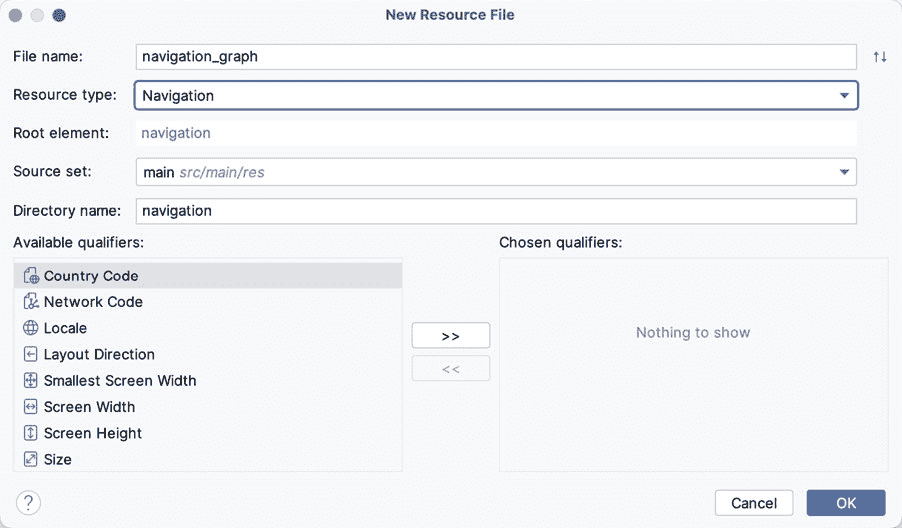 New Resource File
File name: navigation_graph
Resource type: Navigation
Root element: navigation
Source set: main src/main/res
Directory name: navigation
Available qualifiers: Chosen qualifiers:
Country Code
Network Code
Locale
Layout Direction
Smallest Screen Width
Screen Width
Screen Height
Size
>>
<<
Nothing to show
?
Cancel OK